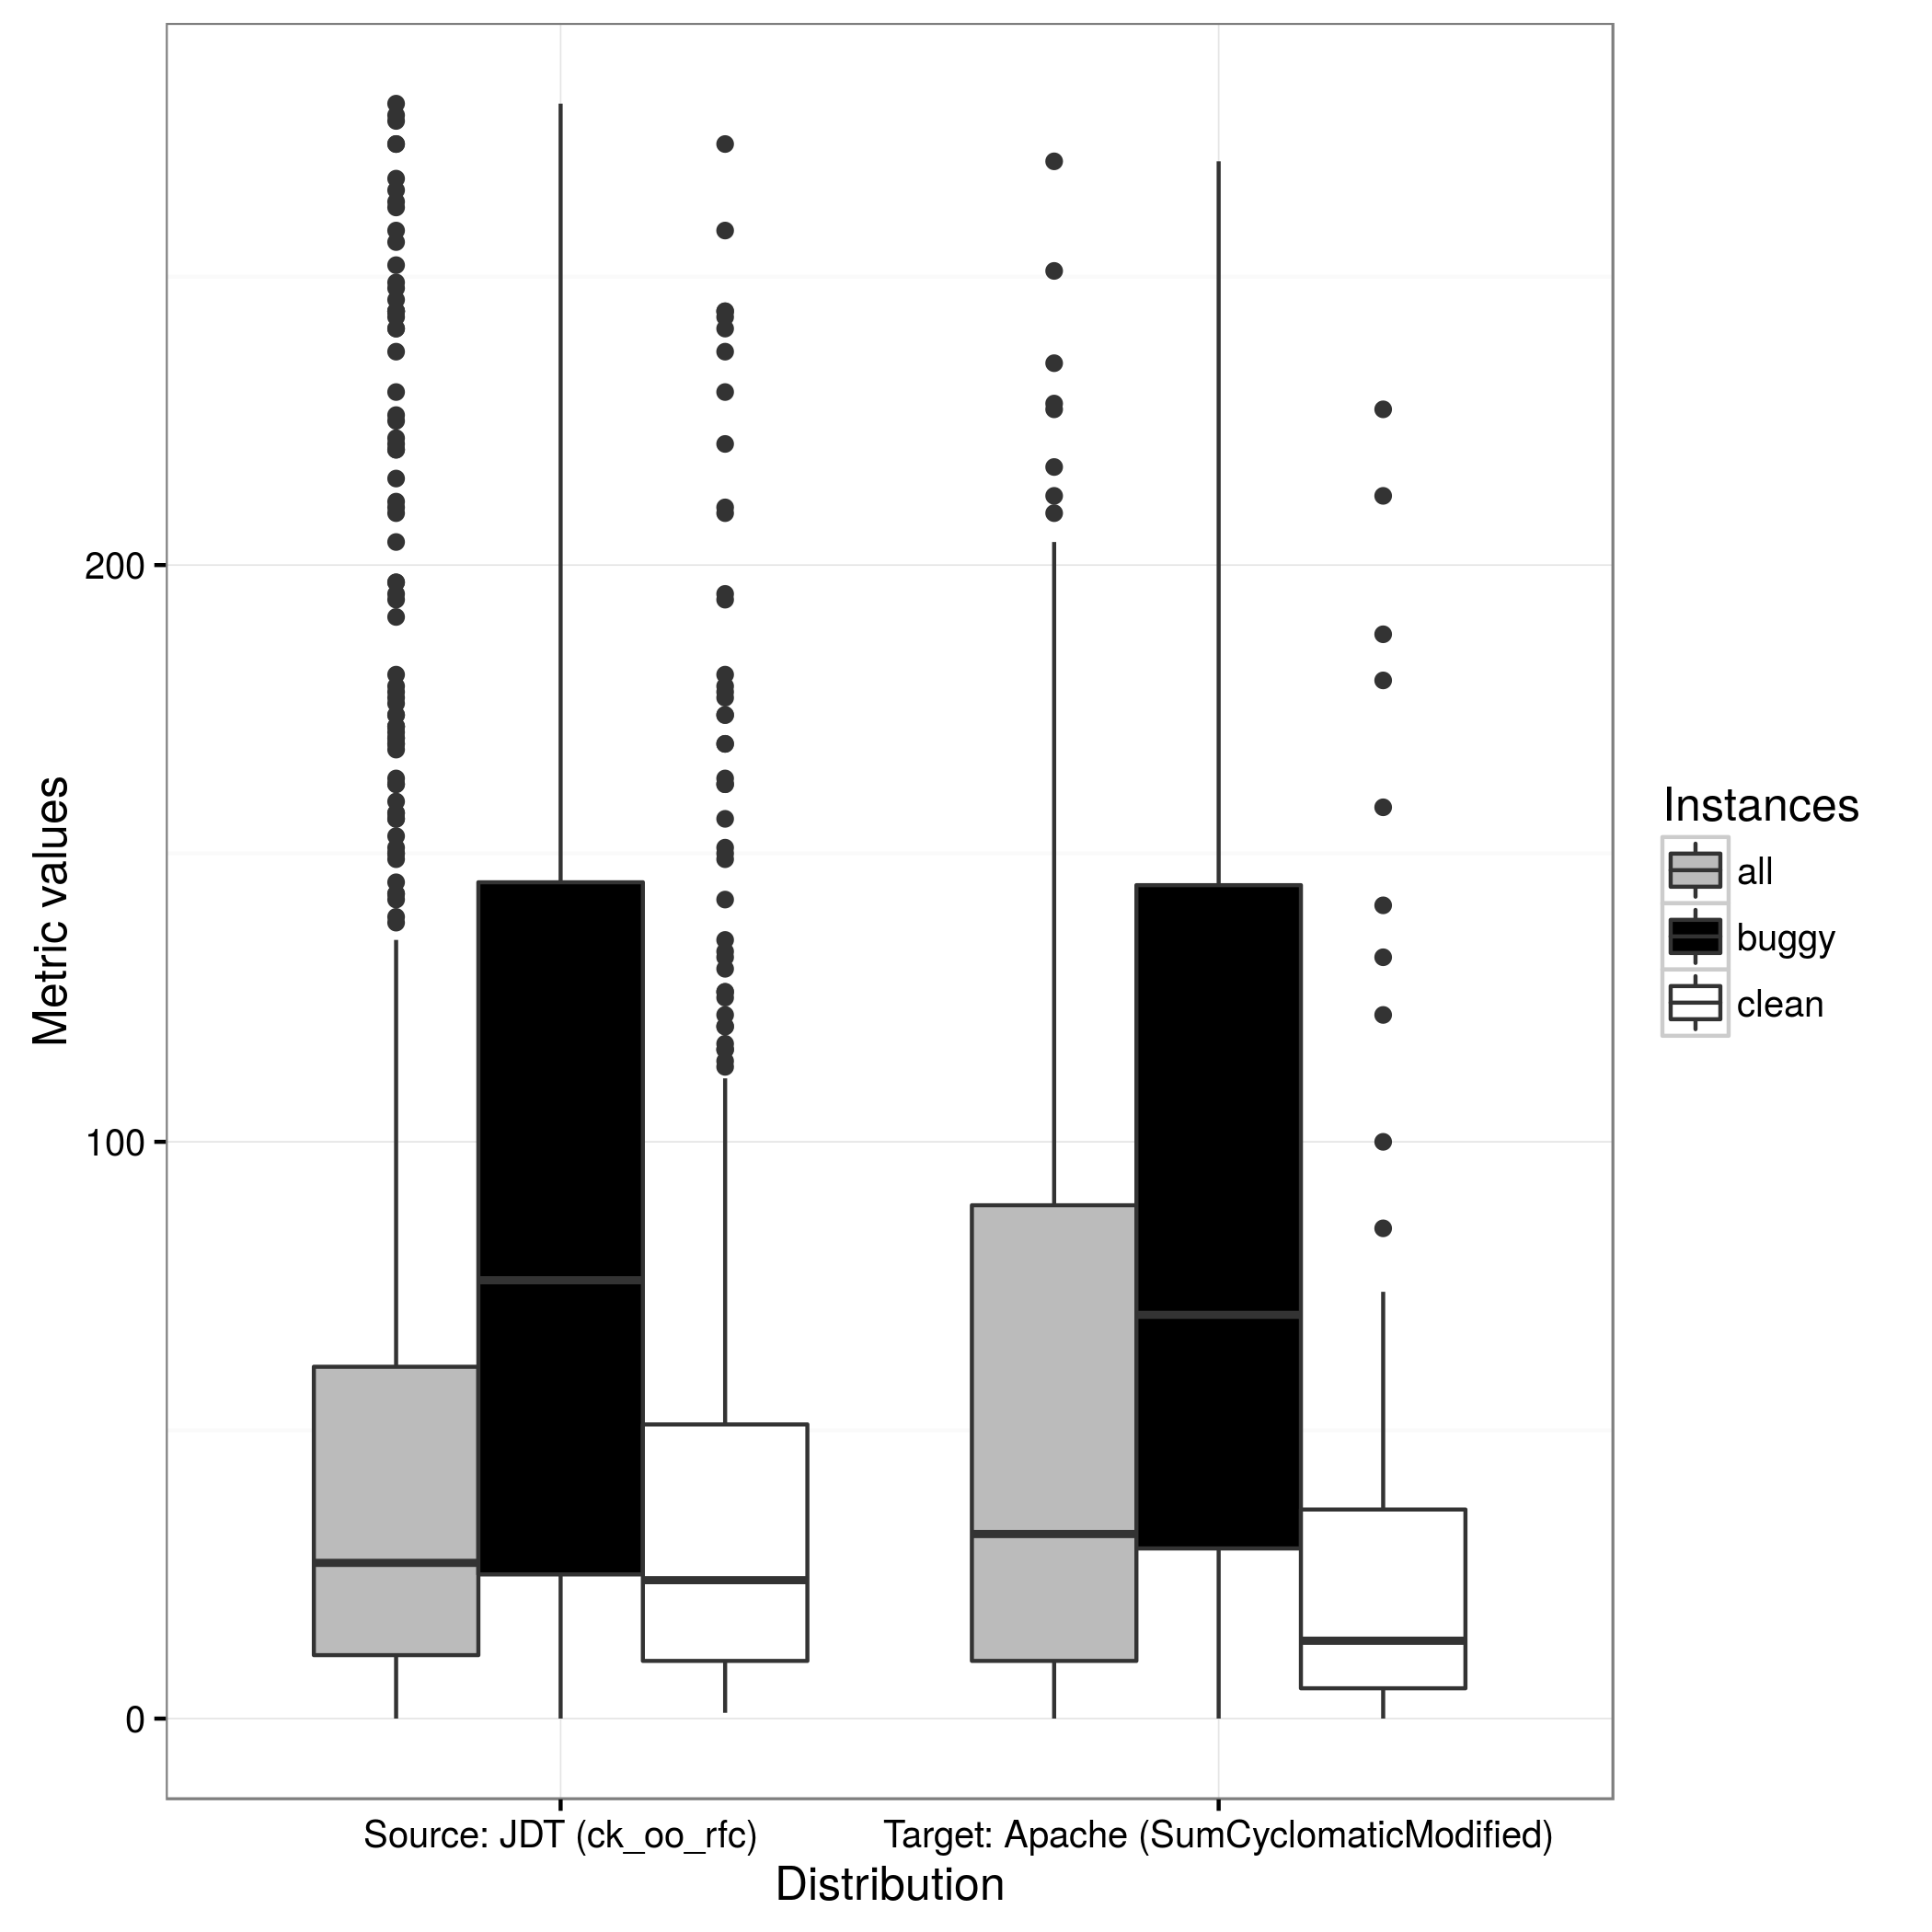 Metric values
200
100
0
Source: JDT (ck_oo_rfc)
Target: Apache (SumCyclomaticModified)
Distribution
Instances
all
buggy
clean